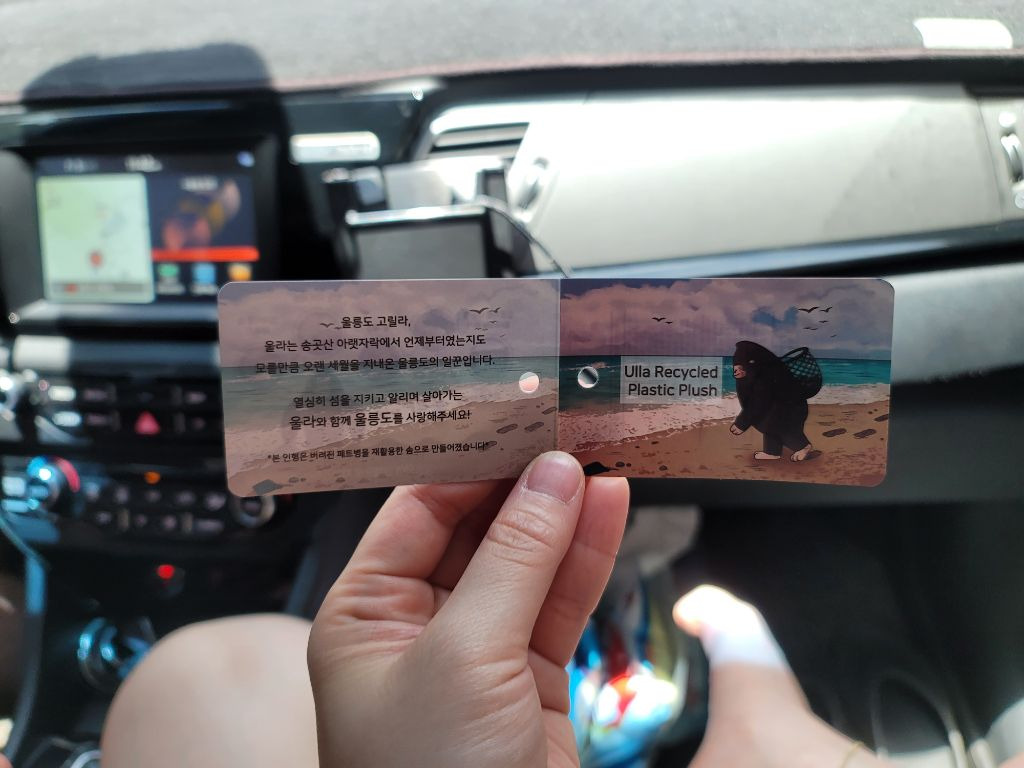 울릉도 고릴라,
울라는 송곳산 아랫자락에서 언제부터였는지도
모를만큼 오랜 세월을 지내온 울릉도의 일꾼입니다.
열심히 섬을 지키고 알리며 살아가는
울라와 함께 울릉도를 사랑해주세요!
*본 인형은 버려진 페트병을 재활용한 솜으로 만들어졌습니다*
Ulla Recycled
Plastic Plush